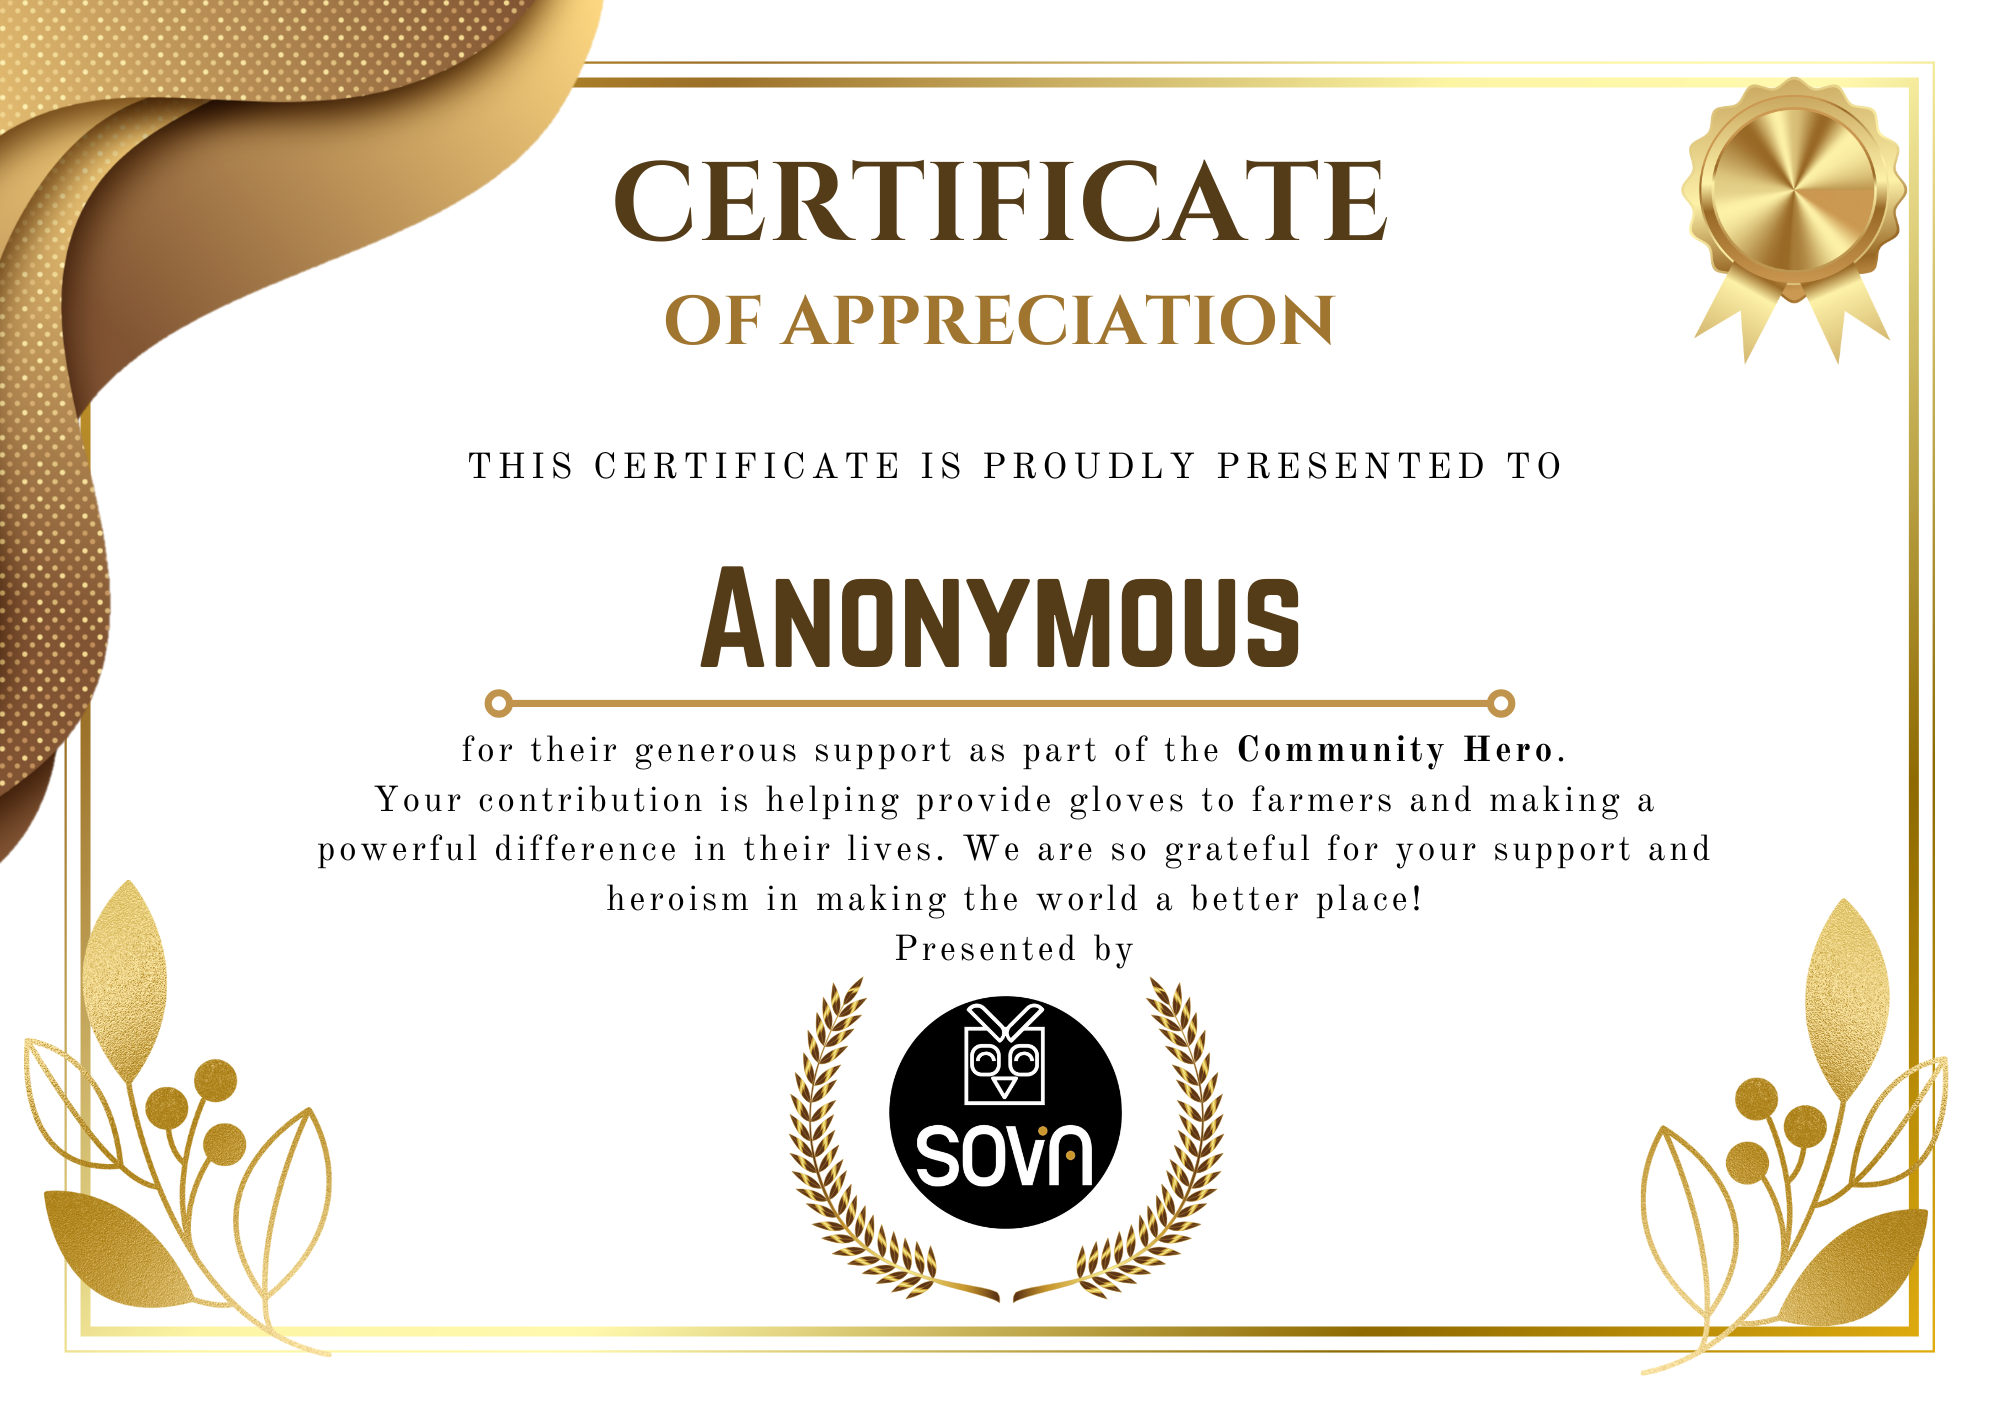 CERTIFICATE
OF APPRECIATION
THIS CERTIFICATE IS PROUDLY PRESENTED TO
ANONYMOUS
for their generous support as part of the Community Hero.
Your contribution is helping provide gloves to farmers and making a
powerful difference in their lives. We are so grateful for your support and
heroism in making the world a better place!
Presented by
SOViA